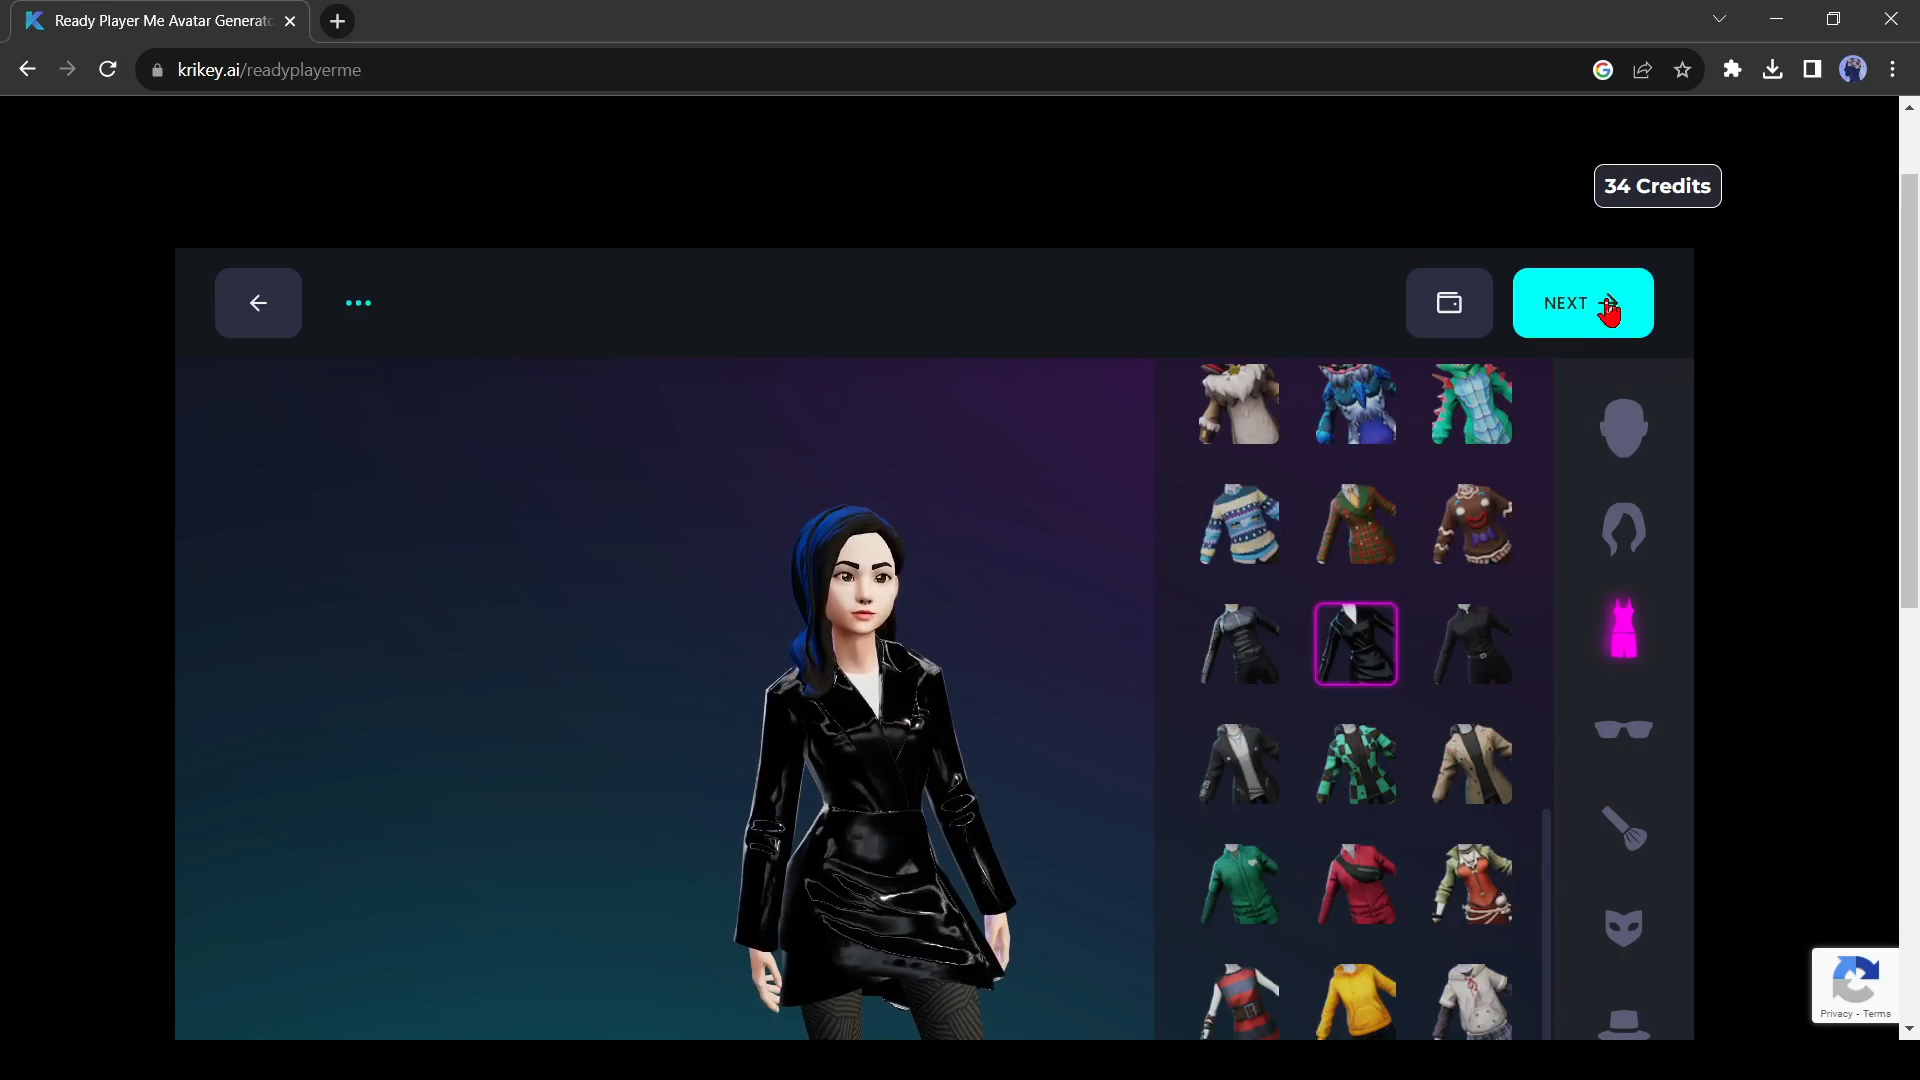 Ready Player Me Avatar Generato
krikey.ai/readyplayerme
34 Credits
NEXT
Privacy - Terms